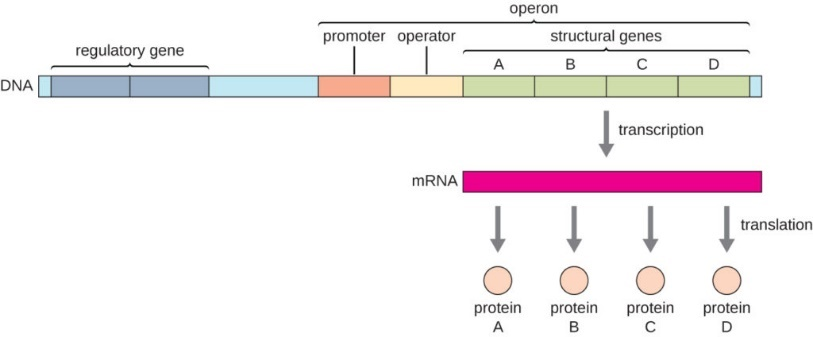 operon
promoter operator structural genes
regulatory gene
A B C D
DNA
transcription
mRNA
translation
protein protein protein protein
A B C D